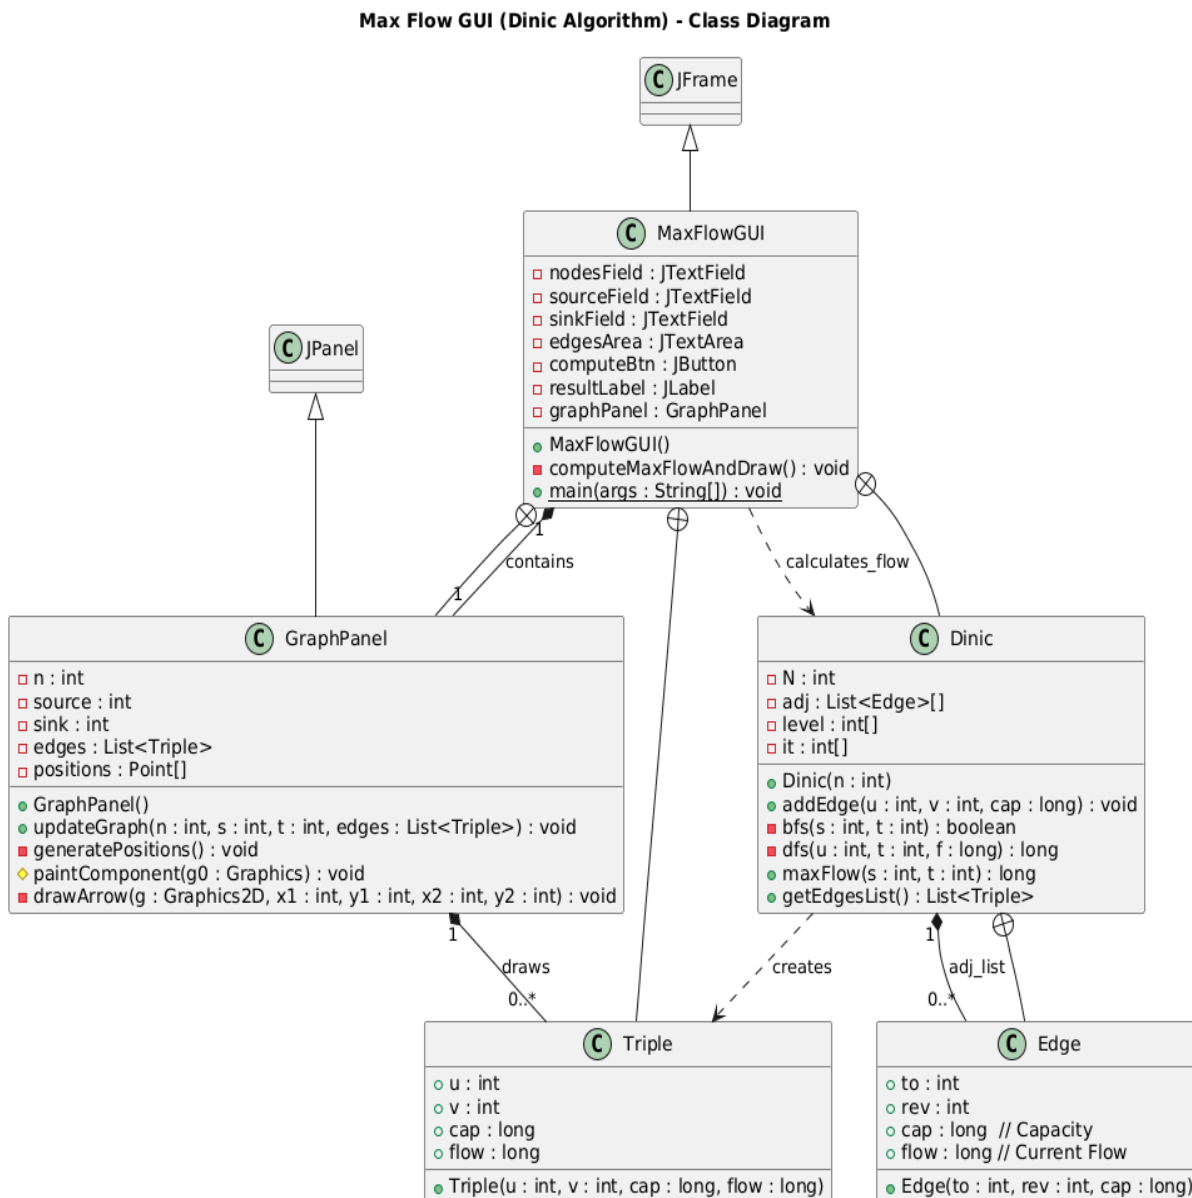 Max Flow GUI (Dinic Algorithm) - Class Diagram
C JFrame
C MaxFlowGUI
nodesField : JTextField
sourceField : JTextField
sinkField : JTextField
edgesArea : JTextArea
computeBtn : JButton
resultLabel : JLabel
graphPanel : GraphPanel
MaxFlowGUI()
computeMaxFlowAndDraw() : void
main(args : String[]) : void
C JPanel
1
contains
1
calculates_flow
C GraphPanel
n : int
source : int
sink : int
edges : List<Triple>
positions : Point[]
GraphPanel()
updateGraph(n : int, s : int, t : int, edges : List<Triple>) : void
generatePositions() : void
paintComponent(g0 : Graphics) : void
drawArrow(g : Graphics2D, x1 : int, y1 : int, x2 : int, y2 : int) : void
C Dinic
N : int
adj : List<Edge>[]
level : int[]
it : int[]
Dinic(n : int)
addEdge(u : int, v : int, cap : long) : void
bfs(s : int, t : int) : boolean
dfs(u : int, t : int, f : long) : long
maxFlow(s : int, t : int) : long
getEdgesList() : List<Triple>
1
draws
0..*
creates
1
adj_list
0..*
C Triple
u : int
v : int
cap : long
flow : long
Triple(u : int, v : int, cap : long, flow : long)
C Edge
to : int
rev : int
cap : long // Capacity
flow : long // Current Flow
Edge(to : int, rev : int, cap : long)